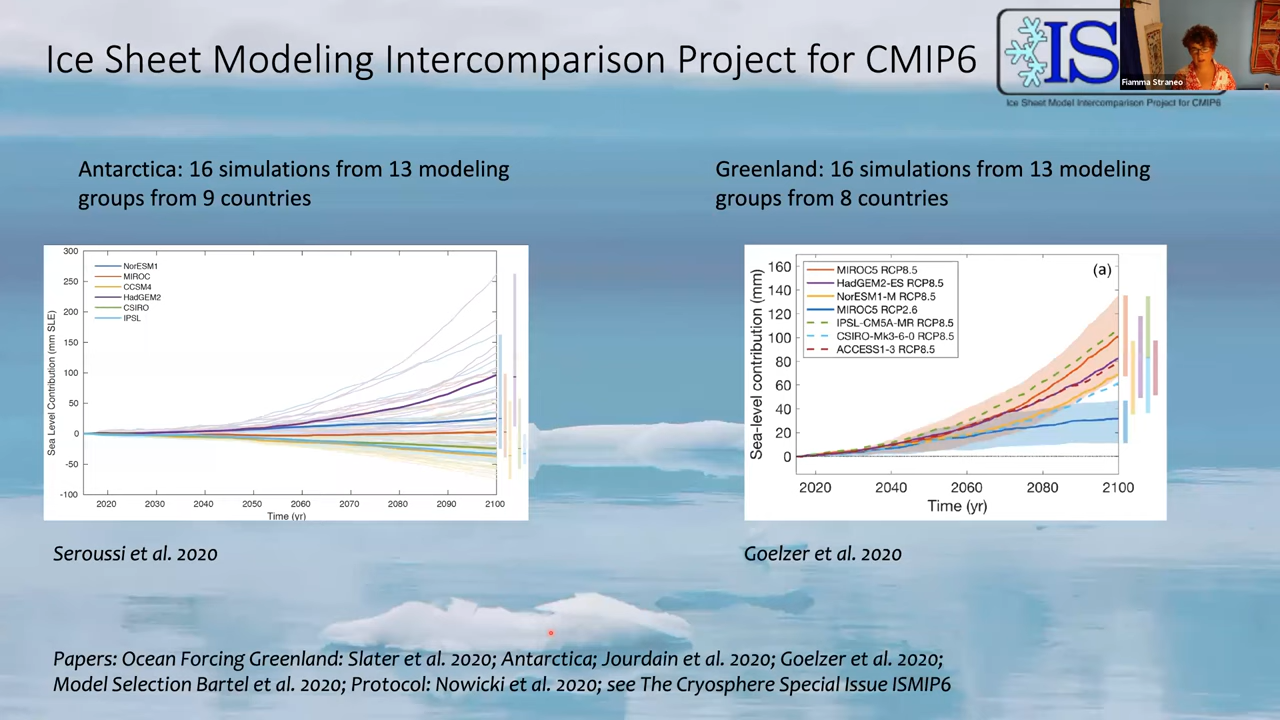 Ice Sheet Modeling Intercomparison Project for CMIP6
IS
Fiamma Straneo
Ice Sheet Model Intercomparison Project for CMIP6
Antarctica: 16 simulations from 13 modeling
groups from 9 countries
Greenland: 16 simulations from 13 modeling
groups from 8 countries
Sea Level Contribution (mm SLE)
300
250
200
150
100
50
0
-50
-100
NorESM1
MIROC
CCSM4
HadGEM2
CSIRO
IPSL
2020 2030 2040 2050 2060 2070 2080 2090 2100
Time (yr)
Sea-level contribution (mm)
160
140
120
100
80
60
40
20
0
MIROC5 RCP8.5
HadGEM2-ES RCP8.5
NorESM1-M RCP8.5
MIROC5 RCP2.6
IPSL-CM5A-MR RCP8.5
CSIRO-Mk3-6-0 RCP8.5
ACCESS1-3 RCP8.5
(a)
2020 2040 2060 2080 2100
Time (yr)
Seroussi et al. 2020
Goelzer et al. 2020
Papers: Ocean Forcing Greenland: Slater et al. 2020; Antarctica; Jourdain et al. 2020; Goelzer et al. 2020;
Model Selection Bartel et al. 2020; Protocol: Nowicki et al. 2020; see The Cryosphere Special Issue ISMIP6